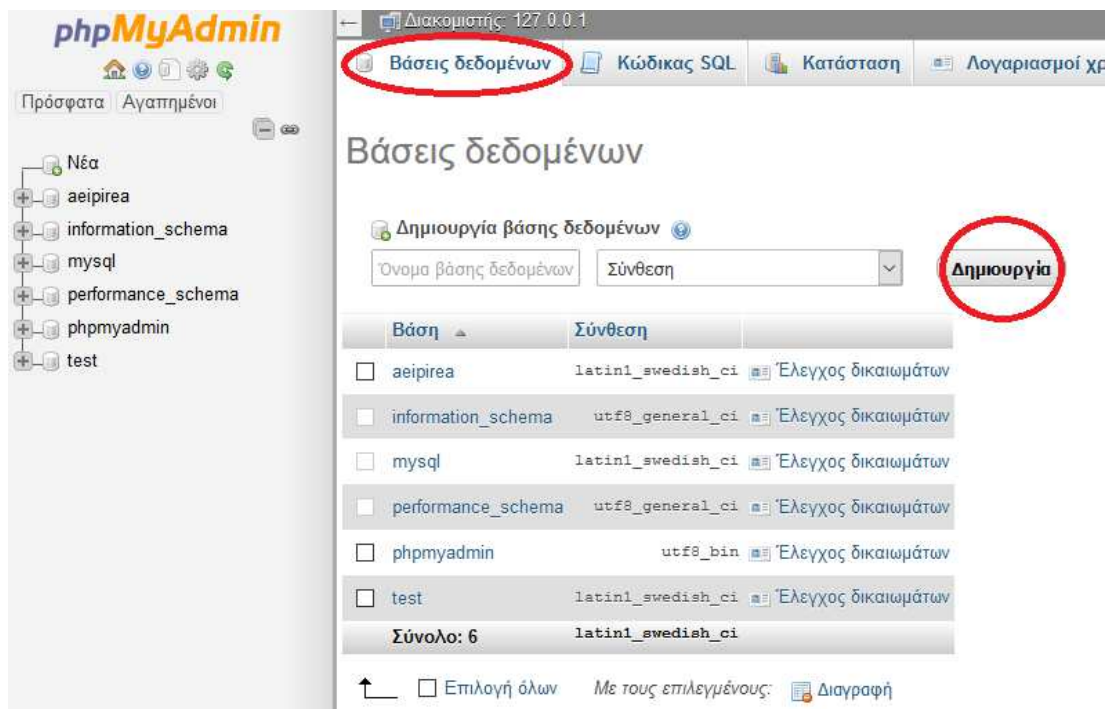 phpMyAdmin
Πρόσφατα Αγαπημένοι
Νέα
aeipirea
information_schema
mysql
performance_schema
phpmyadmin
test
Διακομιστής: 127.0.0.1
Βάσεις δεδομένων Κώδικας SQL Κατάσταση Λογαριασμοί χρ
Βάσεις δεδομένων
Δημιουργία βάσης δεδομένων
Όνομα βάσης δεδομένων Σύνθεση Δημιουργία
Βάση Σύνθεση
aeipirea latin1_swedish_ci Έλεγχος δικαιωμάτων
information_schema utf8_general_ci Έλεγχος δικαιωμάτων
mysql latin1_swedish_ci Έλεγχος δικαιωμάτων
performance_schema utf8_general_ci Έλεγχος δικαιωμάτων
phpmyadmin utf8_bin Έλεγχος δικαιωμάτων
test latin1_swedish_ci Έλεγχος δικαιωμάτων
Σύνολο: 6 latin1_swedish_ci
Επιλογή όλων Με τους επιλεγμένους: Διαγραφή